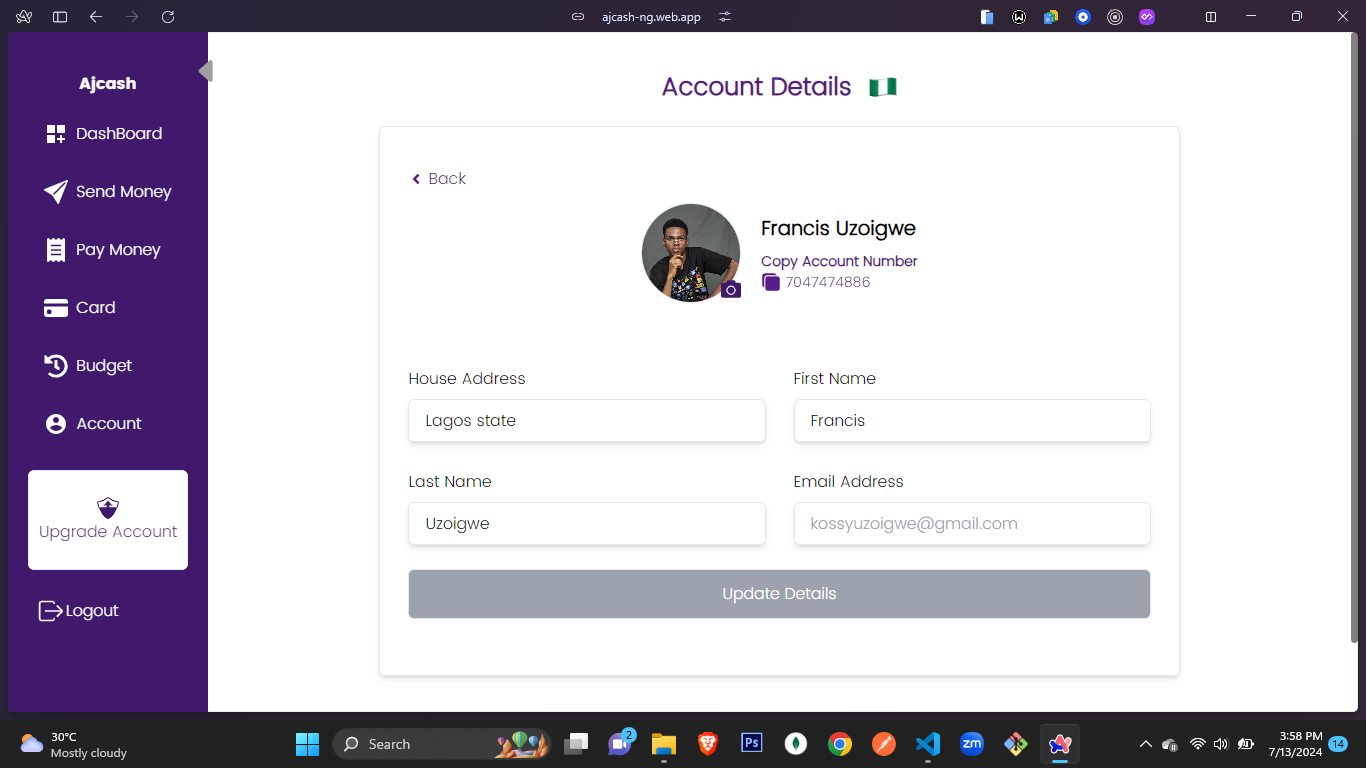 ajcash-ng.web.app
Ajcash
DashBoard
Send Money
Pay Money
Card
Budget
Account
Upgrade Account
Logout
Account Details
Back
Francis Uzoigwe
Copy Account Number
7047474886
House Address
First Name
Lagos state
Francis
Last Name
Email Address
Uzoigwe
kossyuzoigwe@gmail.com
Update Details
30°C
Mostly cloudy
Search
2
Ps
zm
3:58 PM
7/13/2024
14